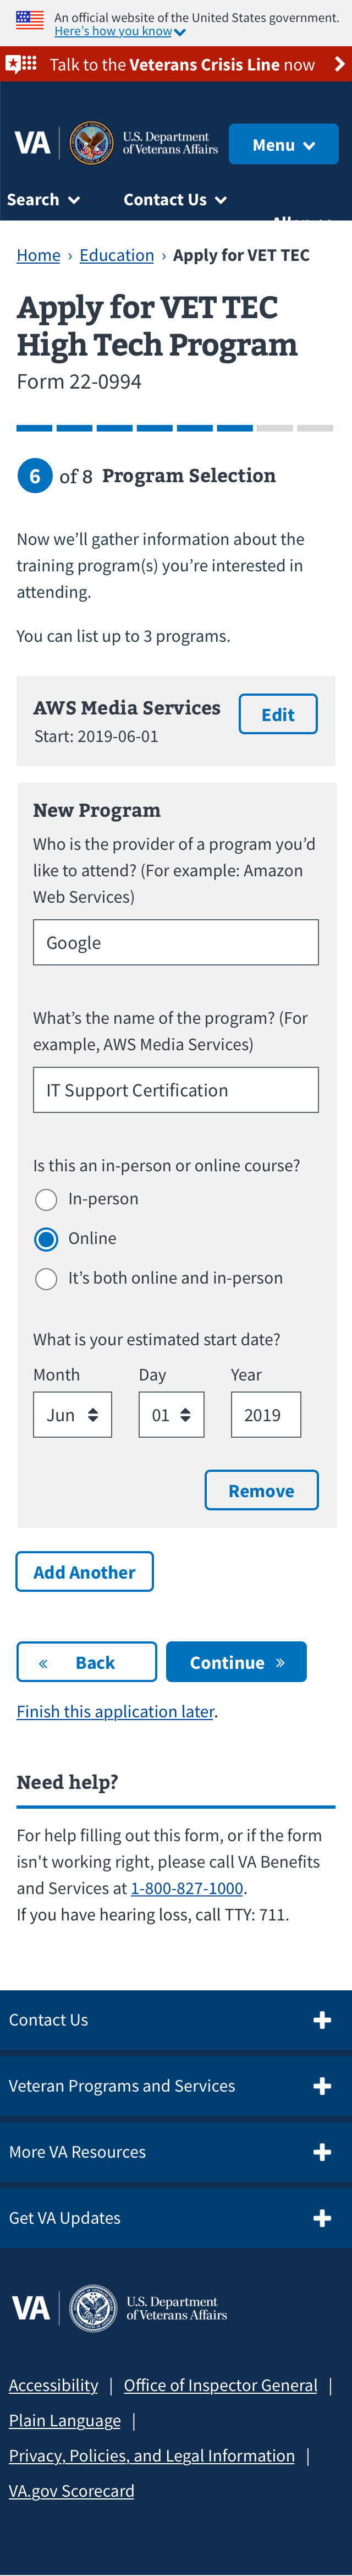 An official website of the United States government.
Here's how you know
Talk to the Veterans Crisis Line now
VA
U.S. Department
of Veterans Affairs
Menu
Search
Contact Us
Home › Education › Apply for VET TEC
Apply for VET TEC
High Tech Program
Form 22-0994
6 of 8 Program Selection
Now we'll gather information about the
training program(s) you're interested in
attending.
You can list up to 3 programs.
AWS Media Services
Edit
Start: 2019-06-01
New Program
Who is the provider of a program you'd
like to attend? (For example: Amazon
Web Services)
Google
What's the name of the program? (For
example, AWS Media Services)
IT Support Certification
Is this an in-person or online course?
In-person
Online
It's both online and in-person
What is your estimated start date?
Month Day Year
Jun 01 2019
Remove
Add Another
« Back
Continue »
Finish this application later.
Need help?
For help filling out this form, or if the form
isn't working right, please call VA Benefits
and Services at 1-800-827-1000.
If you have hearing loss, call TTY: 711.
Contact Us
Veteran Programs and Services
More VA Resources
Get VA Updates
VA
U.S. Department
of Veterans Affairs
Accessibility | Office of Inspector General |
Plain Language |
Privacy, Policies, and Legal Information |
VA.gov Scorecard